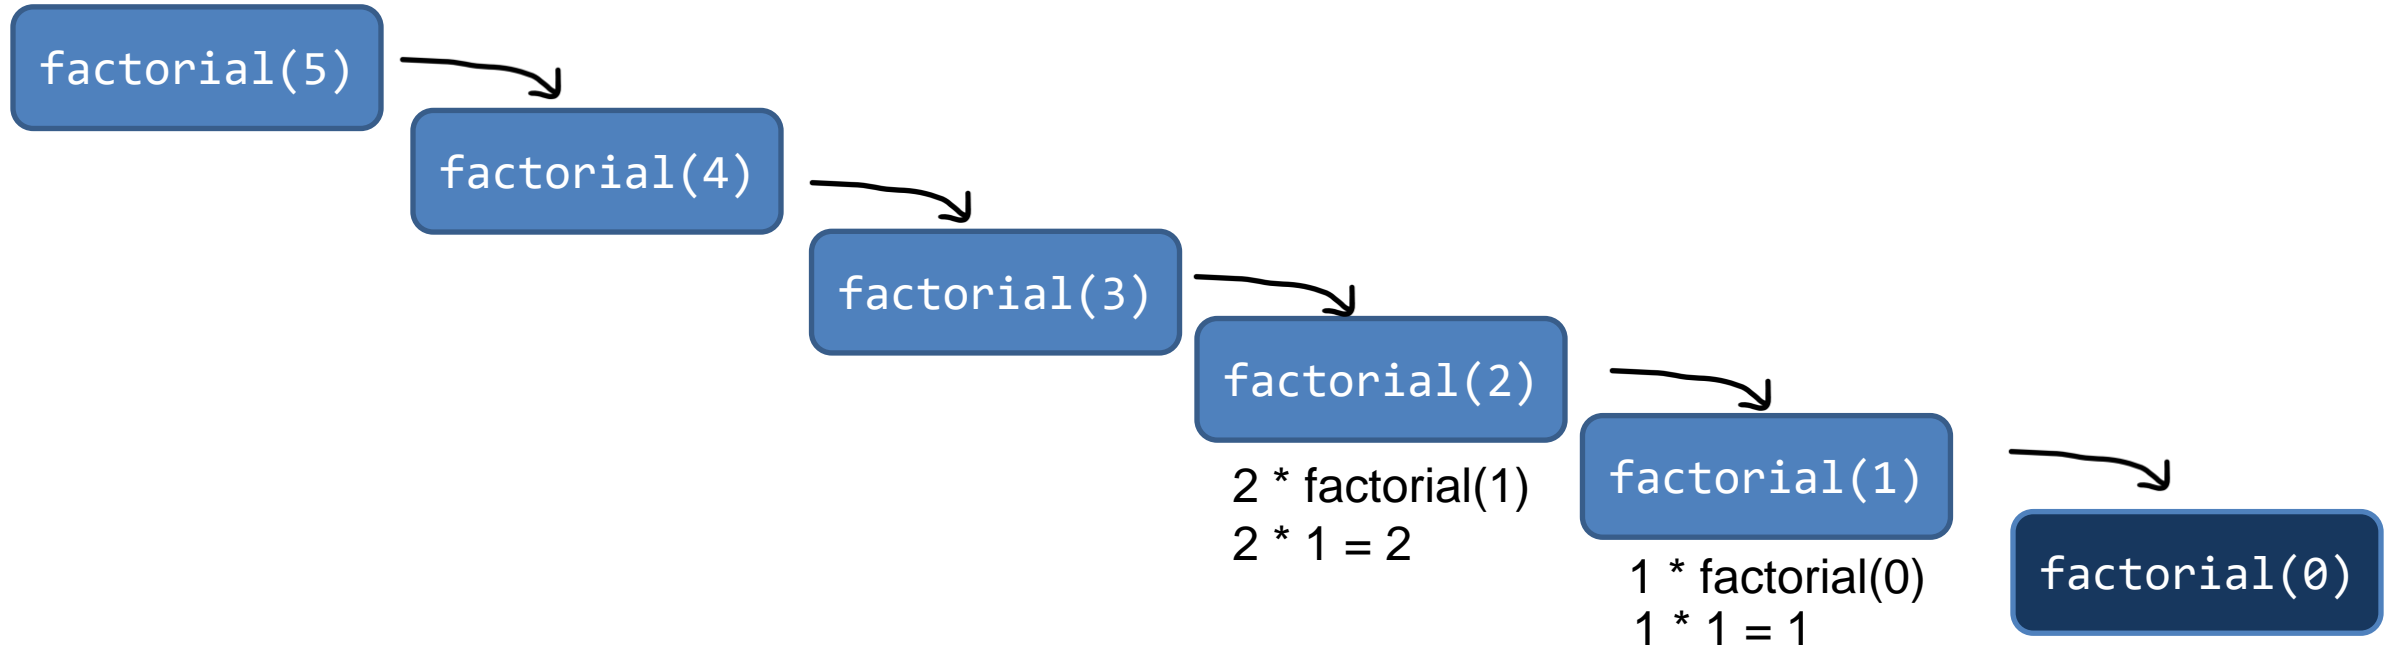 factorial(5)
factorial(4)
factorial(3)
factorial(2)
2 * factorial(1)
2 * 1 = 2
factorial(1)
1 * factorial(0)
1 * 1 = 1
factorial(0)